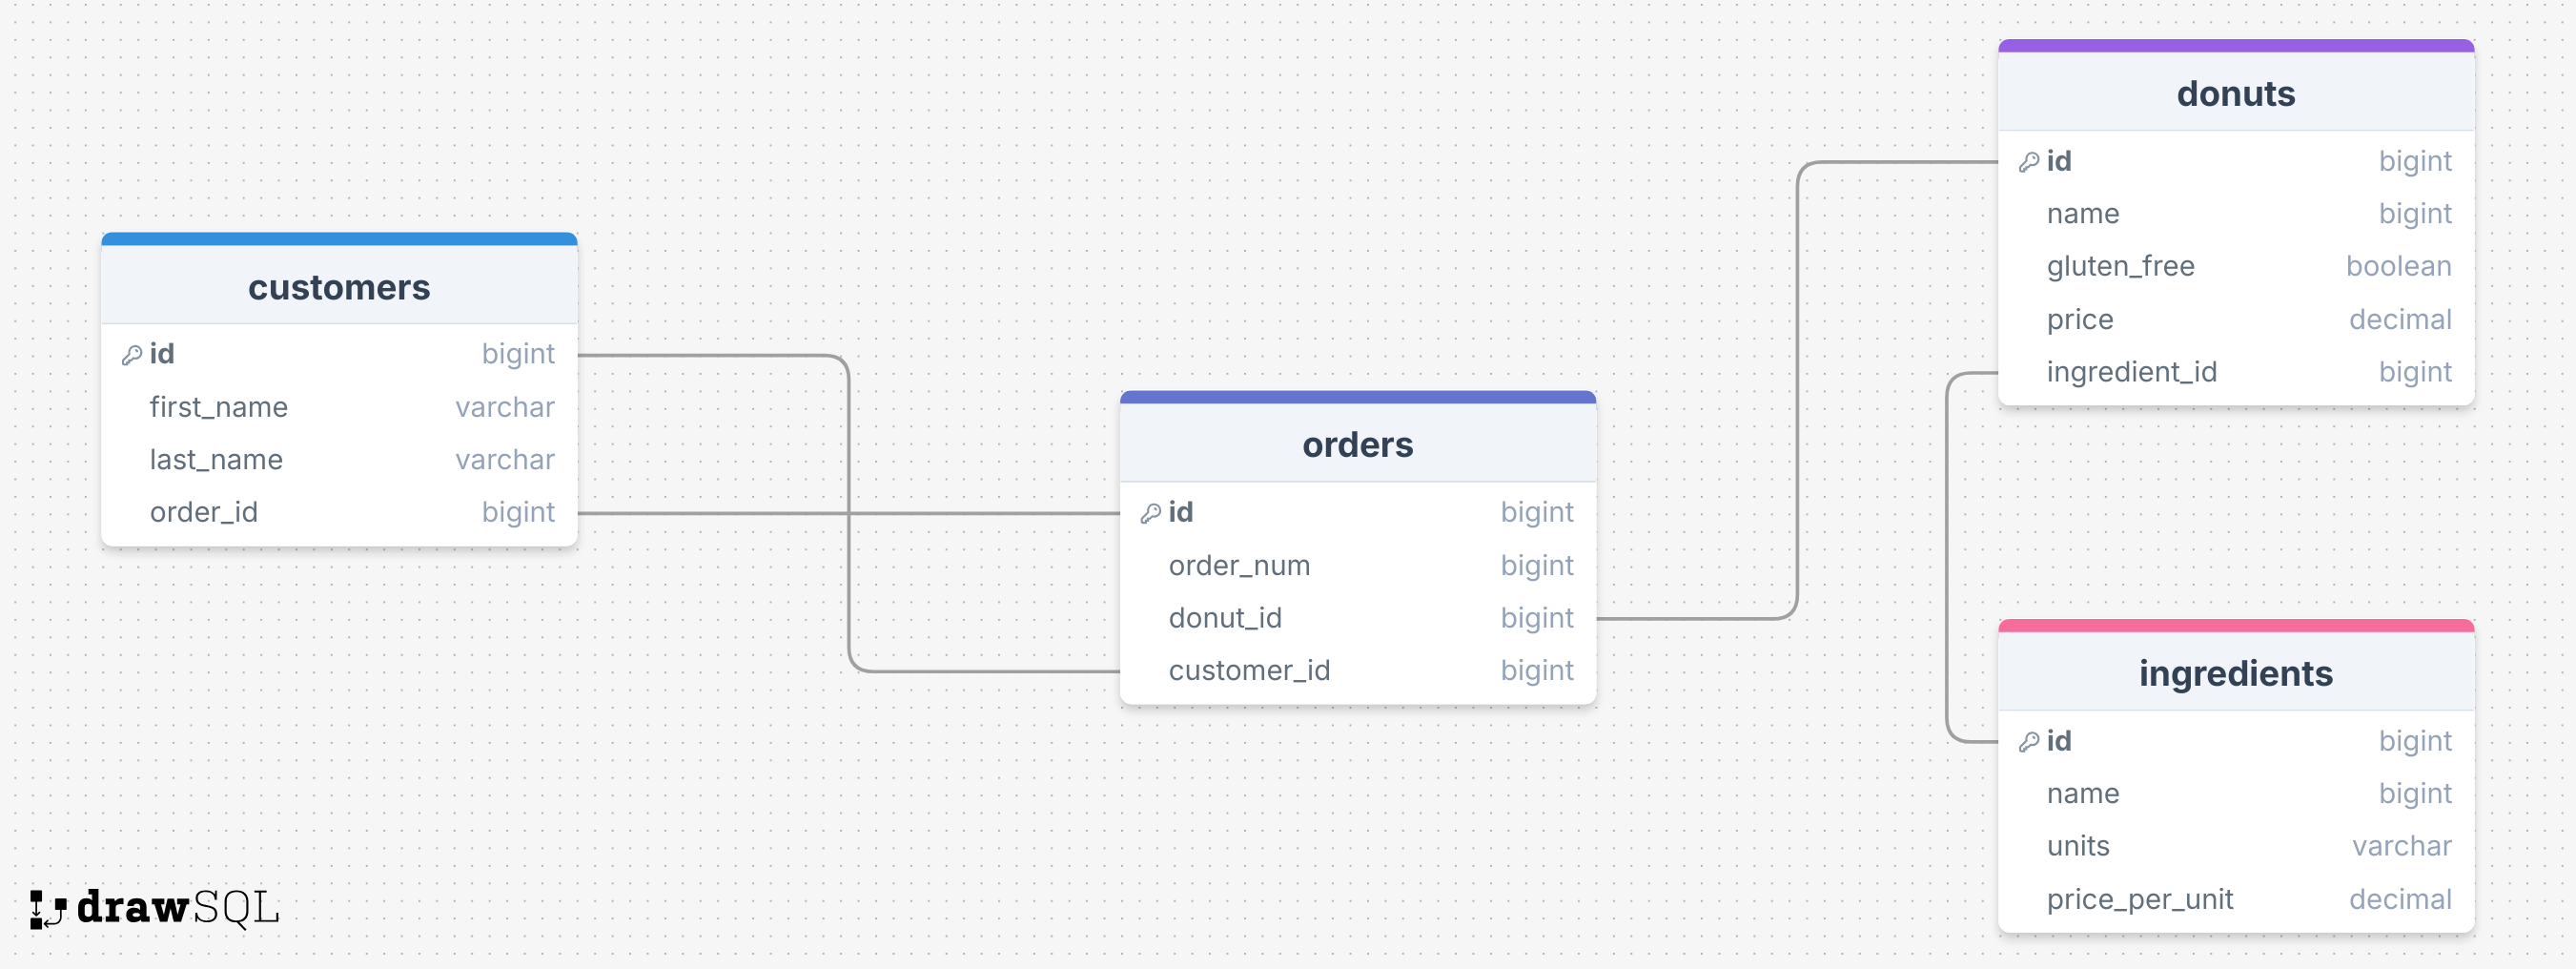 customers
id bigint
first_name varchar
last_name varchar
order_id bigint
orders
id bigint
order_num bigint
donut_id bigint
customer_id bigint
donuts
id bigint
name bigint
gluten_free boolean
price decimal
ingredient_id bigint
ingredients
id bigint
name bigint
units varchar
price_per_unit decimal
drawSQL